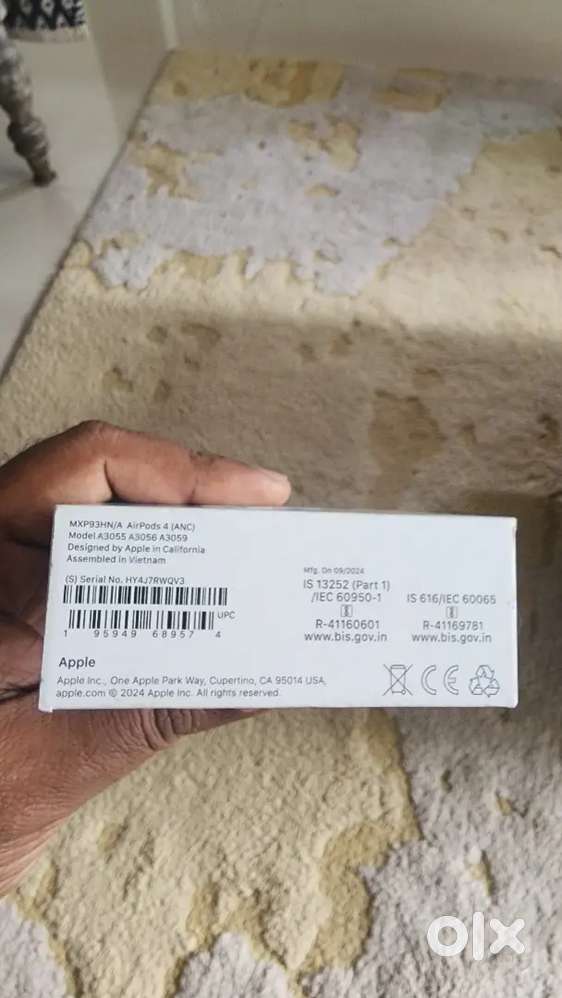 MXP93HN/A AirPods 4 (ANC)
Model A3055 A3056 A3059
Designed by Apple in California
Assembled in Vietnam
(S) Serial No. HY4J7RWQV3
UPC
1 95949 68957 4
Mfg. On 09/2024
IS 13252 (Part 1)
/IEC 60950-1
R-41160601
www.bis.gov.in
IS 616/IEC 60065
R-41169781
www.bis.gov.in
Apple
Apple Inc., One Apple Park Way, Cupertino, CA 95014 USA.
apple.com © 2024 Apple Inc. All rights reserved.
CE
olx